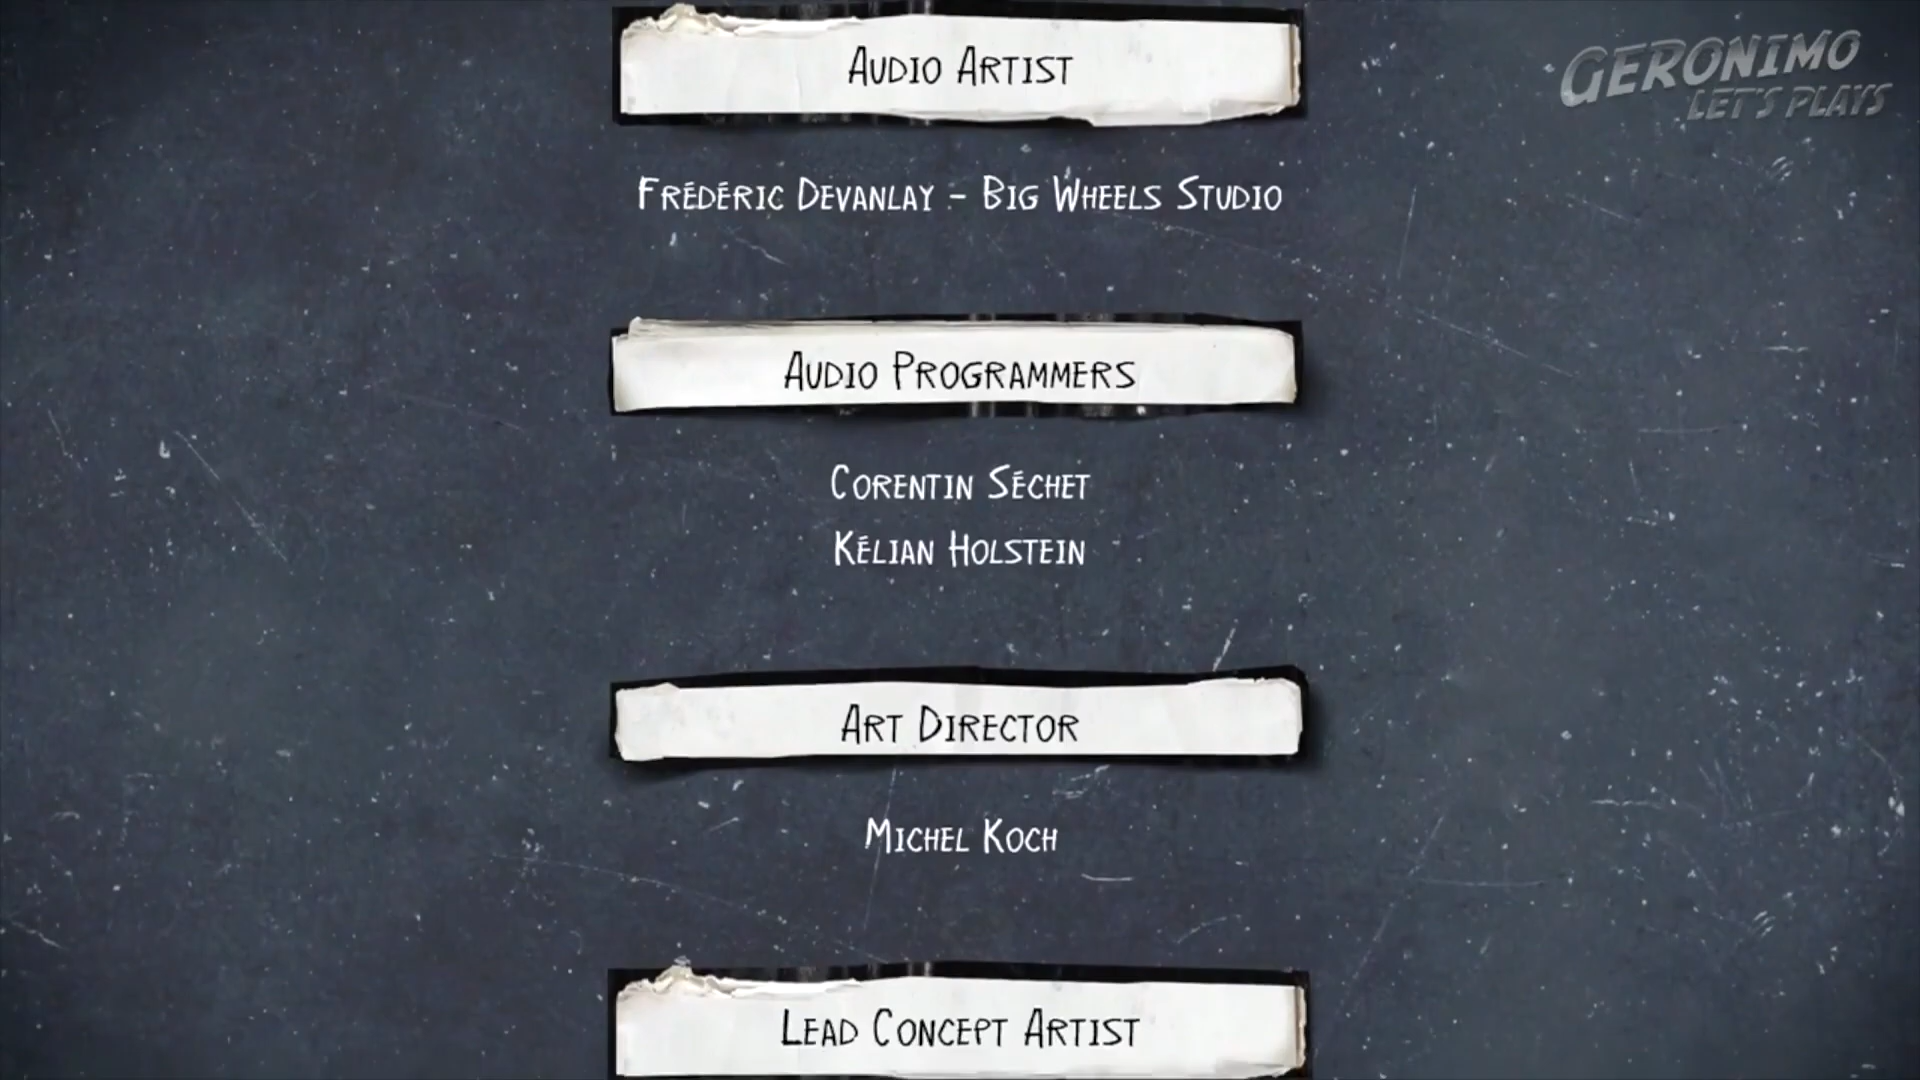 Audio Artist
GERONIMO
LET'S PLAYS
Frédéric Devanlay – Big Wheels Studio
Audio Programmers
Corentin Séchet
Kélian Holstein
Art Director
Michel Koch
Lead Concept Artist